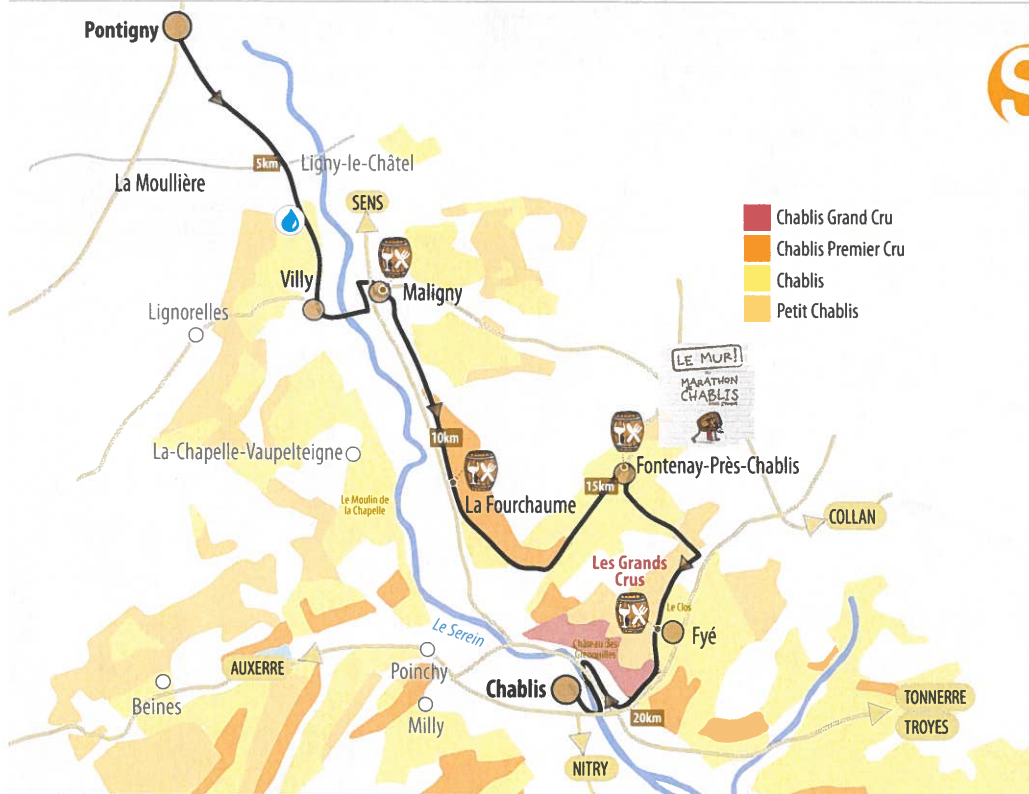 Pontigny
S
5km
Ligny-le-Châtel
La Moullière
SENS
Chablis Grand Cru
Chablis Premier Cru
Chablis
Petit Chablis
Villy
Maligny
Lignorelles
LE MUR!
MARATHON
CHABLIS
10km
La-Chapelle-Vaupelteigne
Fontenay-Près-Chablis
15km
La Fourchaume
Le Moulin de
la Chapelle
COLLAN
Les Grands
Crus
Le Clos
Fyé
Le Serein
Château des
Grenouilles
AUXERRE
Poinchy
Chablis
Beines
Milly
20km
TONNERRE
TROYES
NITRY